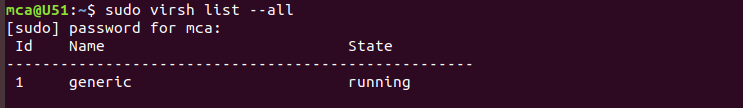 mca@U51:~$ sudo virsh list --all
[sudo] password for mca:
 Id    Name                           State
----------------------------------------------------
 1     generic                        running